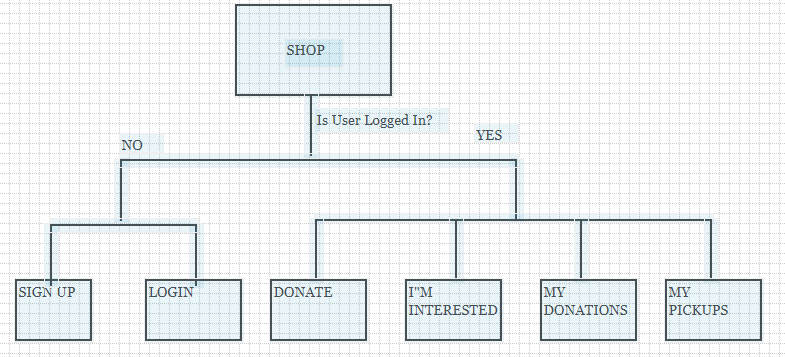 SHOP
Is User Logged In?
NO
YES
SIGN UP
LOGIN
DONATE
I"M
INTERESTED
MY
DONATIONS
MY
PICKUPS